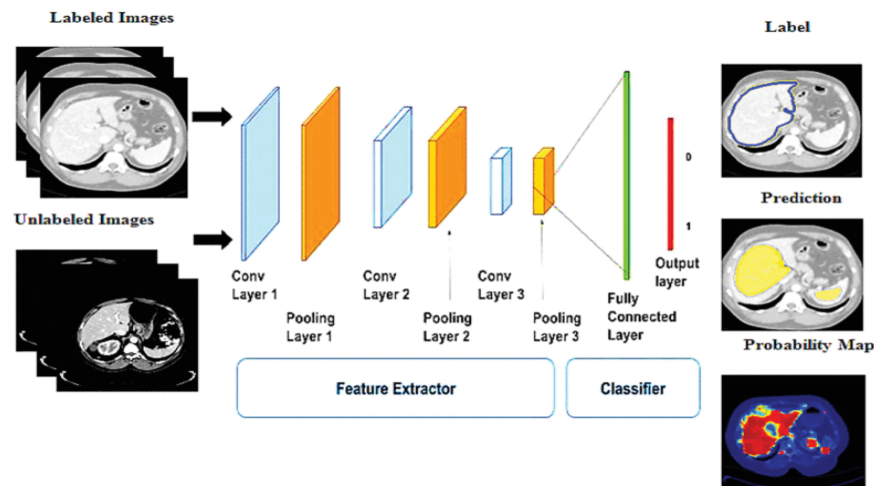 Labeled Images
Unlabeled Images
Conv
Layer 1
Pooling
Layer 1
Conv
Layer 2
Pooling
Layer 2
Conv
Layer 3
Pooling
Layer 3
Fully
Connected
Layer
0
1
Output
layer
Feature Extractor
Classifier
Label
Prediction
Probability Map